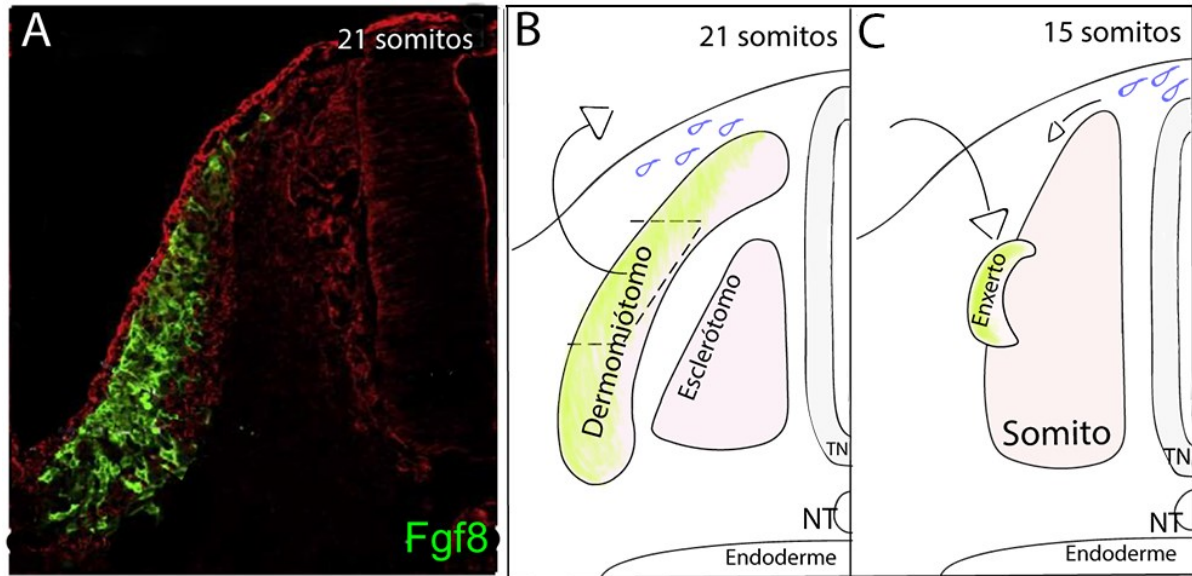 A
21 somitos
Fgf8
B
21 somitos
Dermomiótomo
Esclerótomo
TN
NT
Endoderme
C
15 somitos
Enxerto
Somito
TN
NT
Endoderme